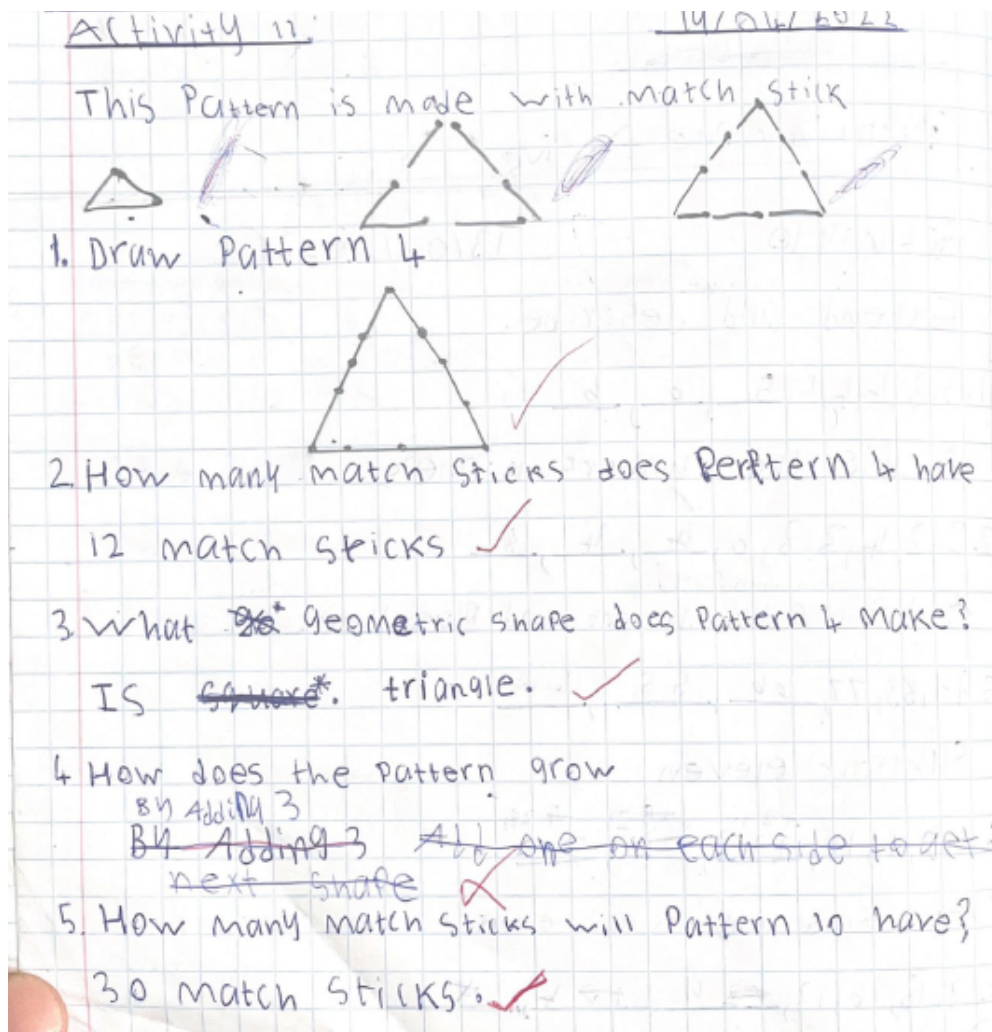 Activity 11.
This Pattern is made with match stick
1. Draw Pattern 4
2 How many match sticks does Perttern 4 have
12 match sticks
3 What geometric shape does Pattern 4 make?
Is square*. triangle.
4 How does the pattern grow
By Adding 3
By Adding 3 Add one on each side to get
next shape
5. How many match sticks will Pattern 10 have?
30 match sticks.